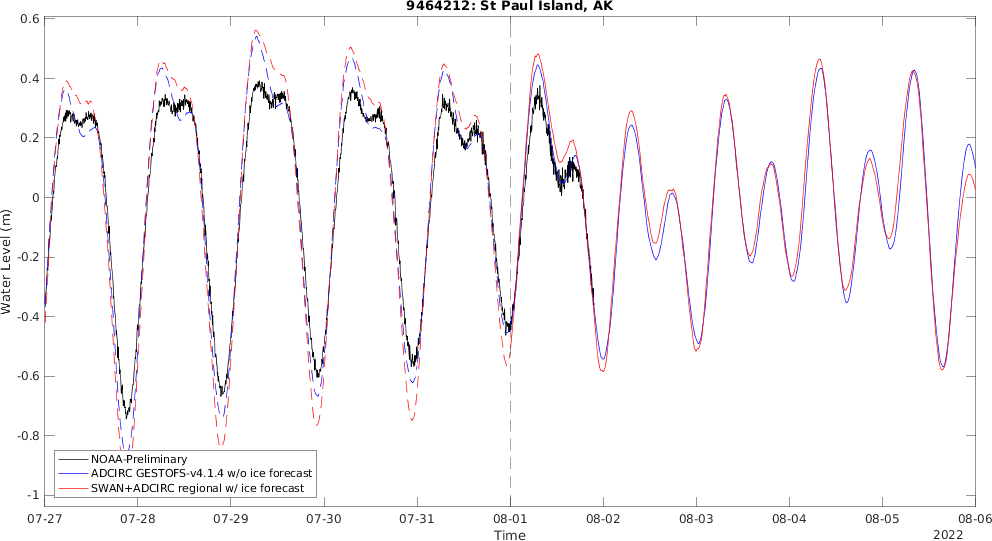 9464212: St Paul Island, AK
0.6
0.4
0.2
0
-0.2
-0.4
-0.6
-0.8
-1
Water Level (m)
NOAA-Preliminary
ADCIRC GESTOFS-v4.1.4 w/o ice forecast
SWAN+ADCIRC regional w/ ice forecast
07-27 07-28 07-29 07-30 07-31 08-01 08-02 08-03 08-04 08-05 08-06
Time
2022